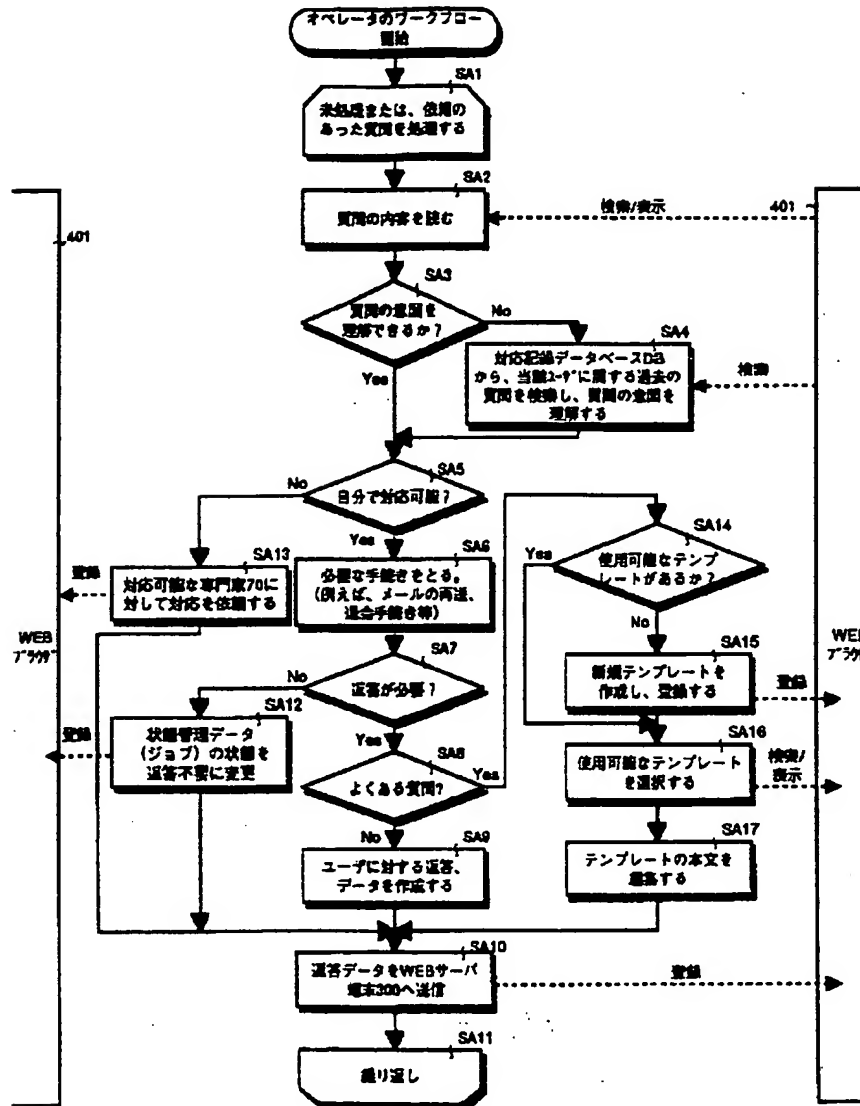 オペレータのワークフロー
開始
SA1
未処理または、依頼の
あった質問を処理する
SA2
質問の内容を読む
検索/表示
401
401
SA3
質問の意図を
理解できるか?
No
Yes
SA4
対応記録データベースDB
から、当該ユーザに関する過去の
質問を検索し、質問の意図を
理解する
検索
SA5
自分で対応可能?
No
Yes
SA13
対応可能な専門家70に
対して対応を依頼する
登録
SA6
必要な手続きをとる。
(例えば、メールの再送、
退会手続き等)
SA14
使用可能なテンプ
レートがあるか?
Yes
No
WEB
ブラウザ
WEB
ブラウザ
SA7
返答が必要?
No
Yes
SA15
新規テンプレートを
作成し、登録する
登録
SA12
状態管理データ
(ジョブ)の状態を
返答不要に変更
登録
SA8
よくある質問?
Yes
No
SA16
使用可能なテンプレート
を選択する
検索/
表示
SA9
ユーザに対する返答、
データを作成する
SA17
テンプレートの本文を
編集する
SA10
返答データをWEBサーバ
端末300へ送信
登録
SA11
繰り返し